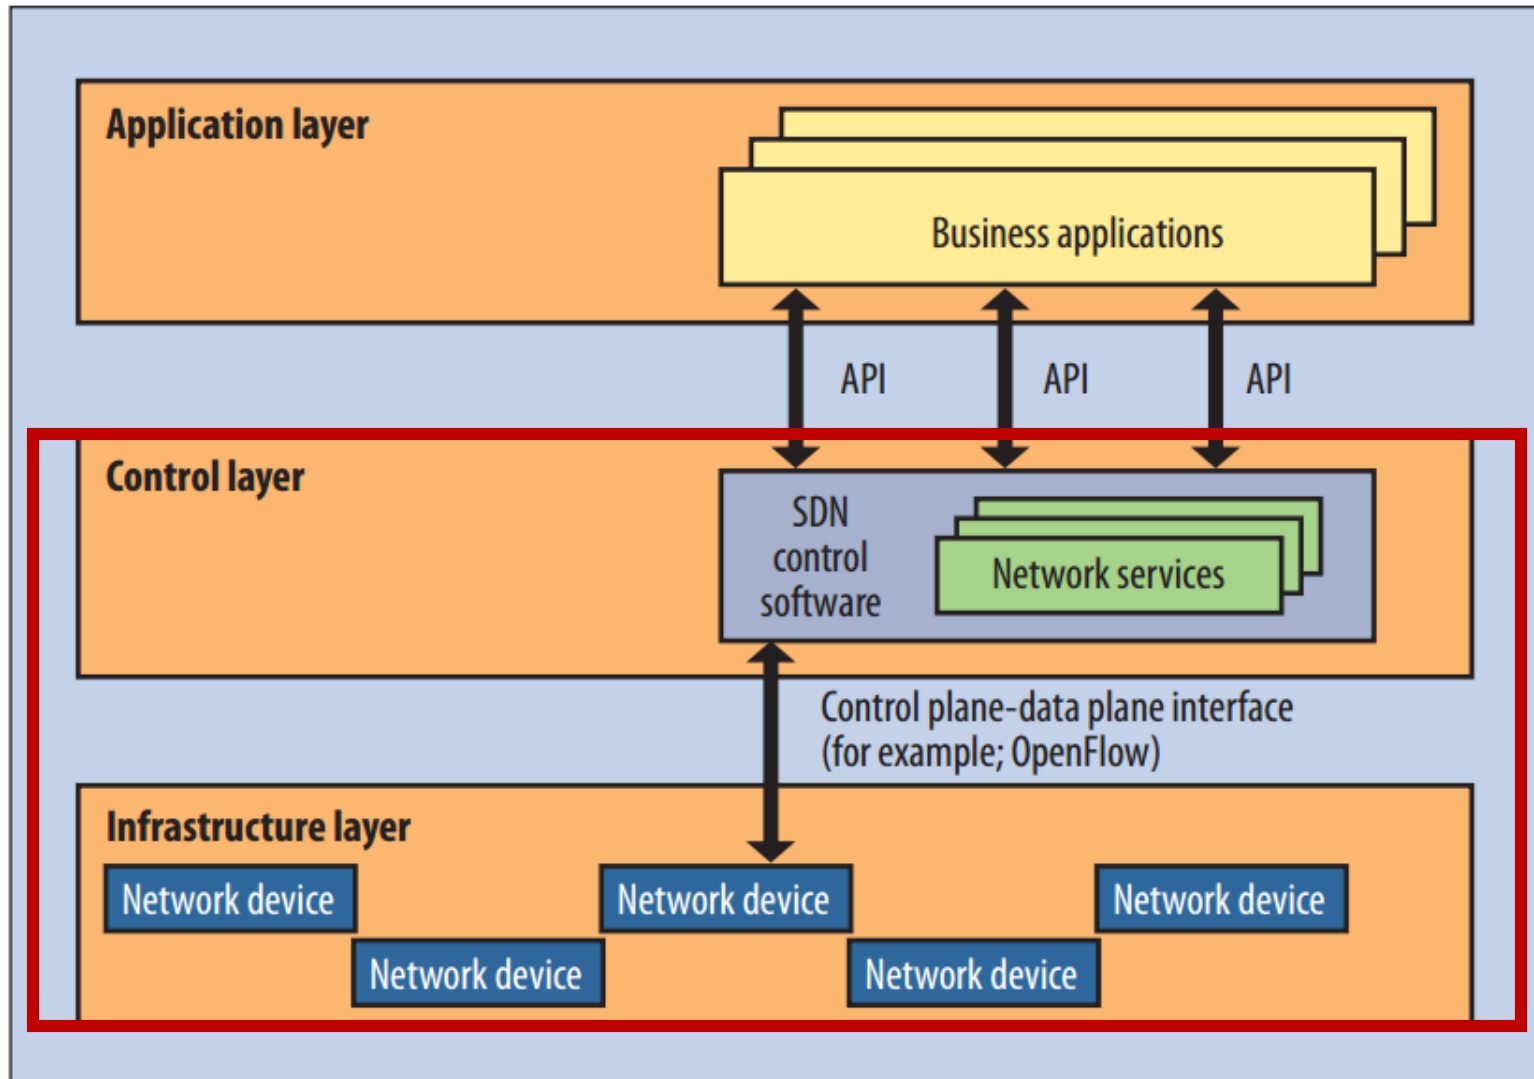 Application layer
Business applications
API
API
API
Control layer
SDN
control
software
Network services
Control plane-data plane interface
(for example; OpenFlow)
Infrastructure layer
Network device
Network device
Network device
Network device
Network device